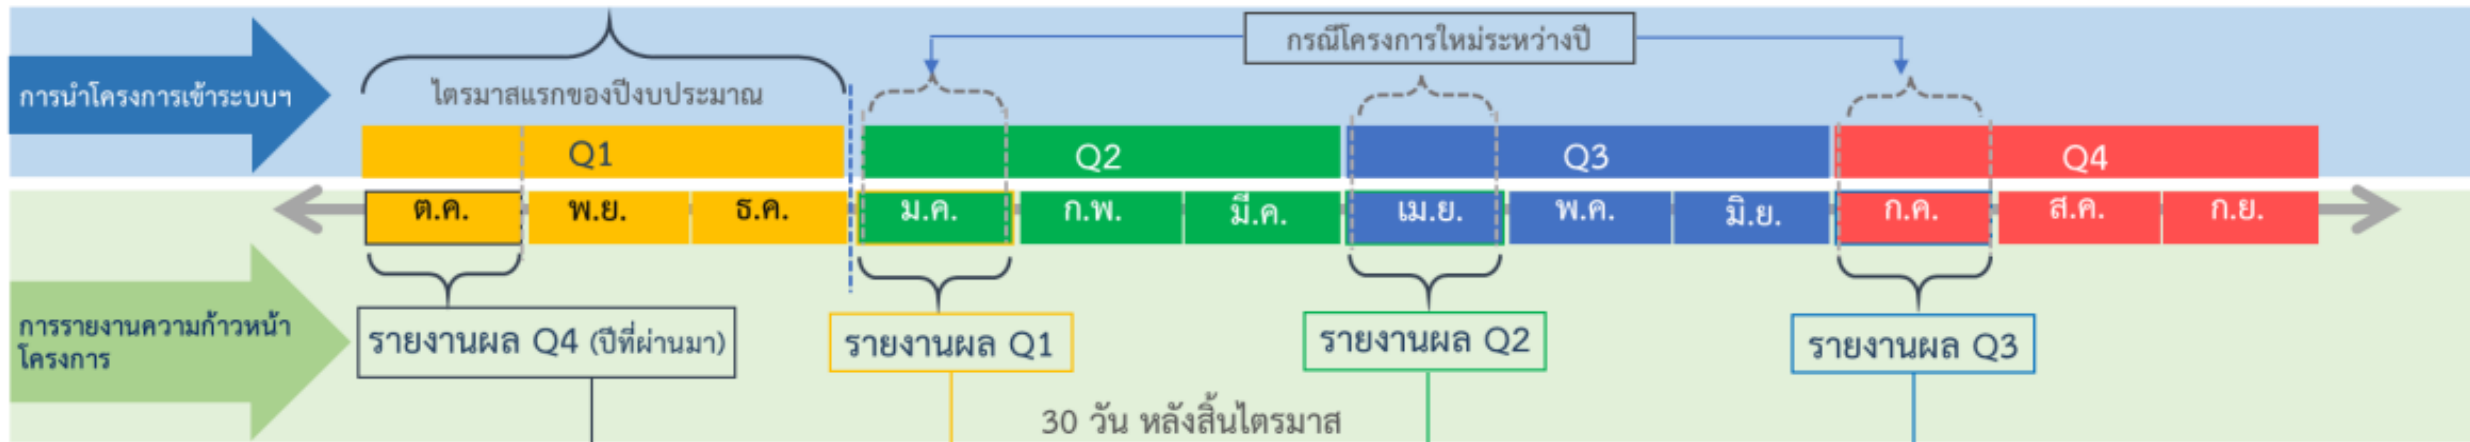 กรณีโครงการใหม่ระหว่างปี
การนำโครงการเข้าระบบฯ
ไตรมาสแรกของปีงบประมาณ
Q1 Q2 Q3 Q4
ต.ค. พ.ย. ธ.ค. ม.ค. ก.พ. มี.ค. เม.ย. พ.ค. มิ.ย. ก.ค. ส.ค. ก.ย.
การรายงานความก้าวหน้า
โครงการ
รายงานผล Q4 (ปีที่ผ่านมา)
รายงานผล Q1
รายงานผล Q2
รายงานผล Q3
30 วัน หลังสิ้นไตรมาส